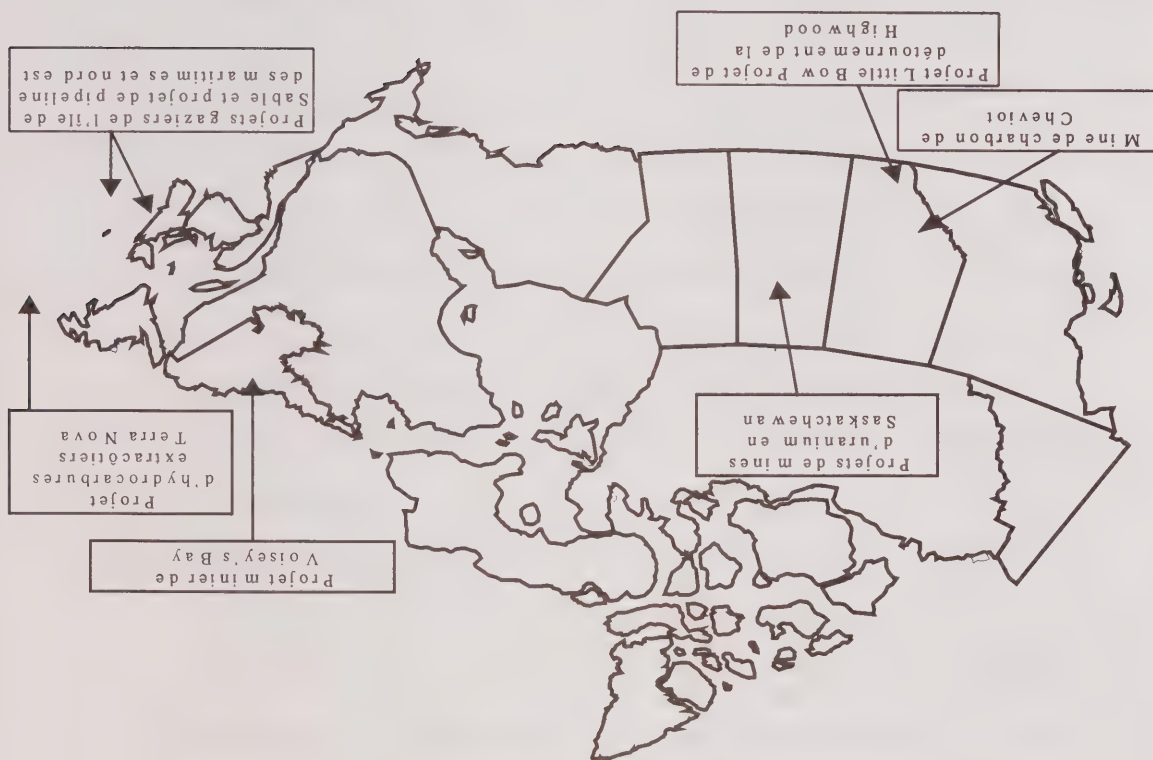 Projet minier de
Voisey's Bay
Projets de mines
d'uranium en
Saskatchewan
Projet
d'hydrocarbures
extracôtiers
Terra Nova
Mine de charbon de
Cheviot
Projet Little Bow Projet de
détournement de la
Highwood
Projets gaziers de l'île de
Sable et projet de pipeline
des maritimes et nord est